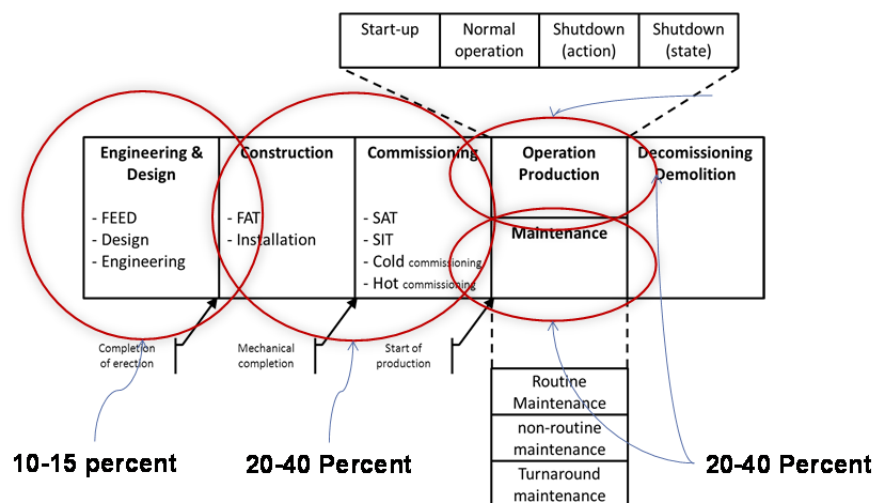 Start-up
Normal
operation
Shutdown
(action)
Shutdown
(state)
Engineering &
Design
- FEED
- Design
- Engineering
Construction
- FAT
- Installation
Commissioning
- SAT
- SIT
- Cold commissioning
- Hot commissioning
Operation
Production
Maintenance
Decomissioning
Demolition
Completion
of erection
Mechanical
completion
Start of
production
Routine
Maintenance
non-routine
maintenance
Turnaround
maintenance
10-15 percent
20-40 Percent
20-40 Percent